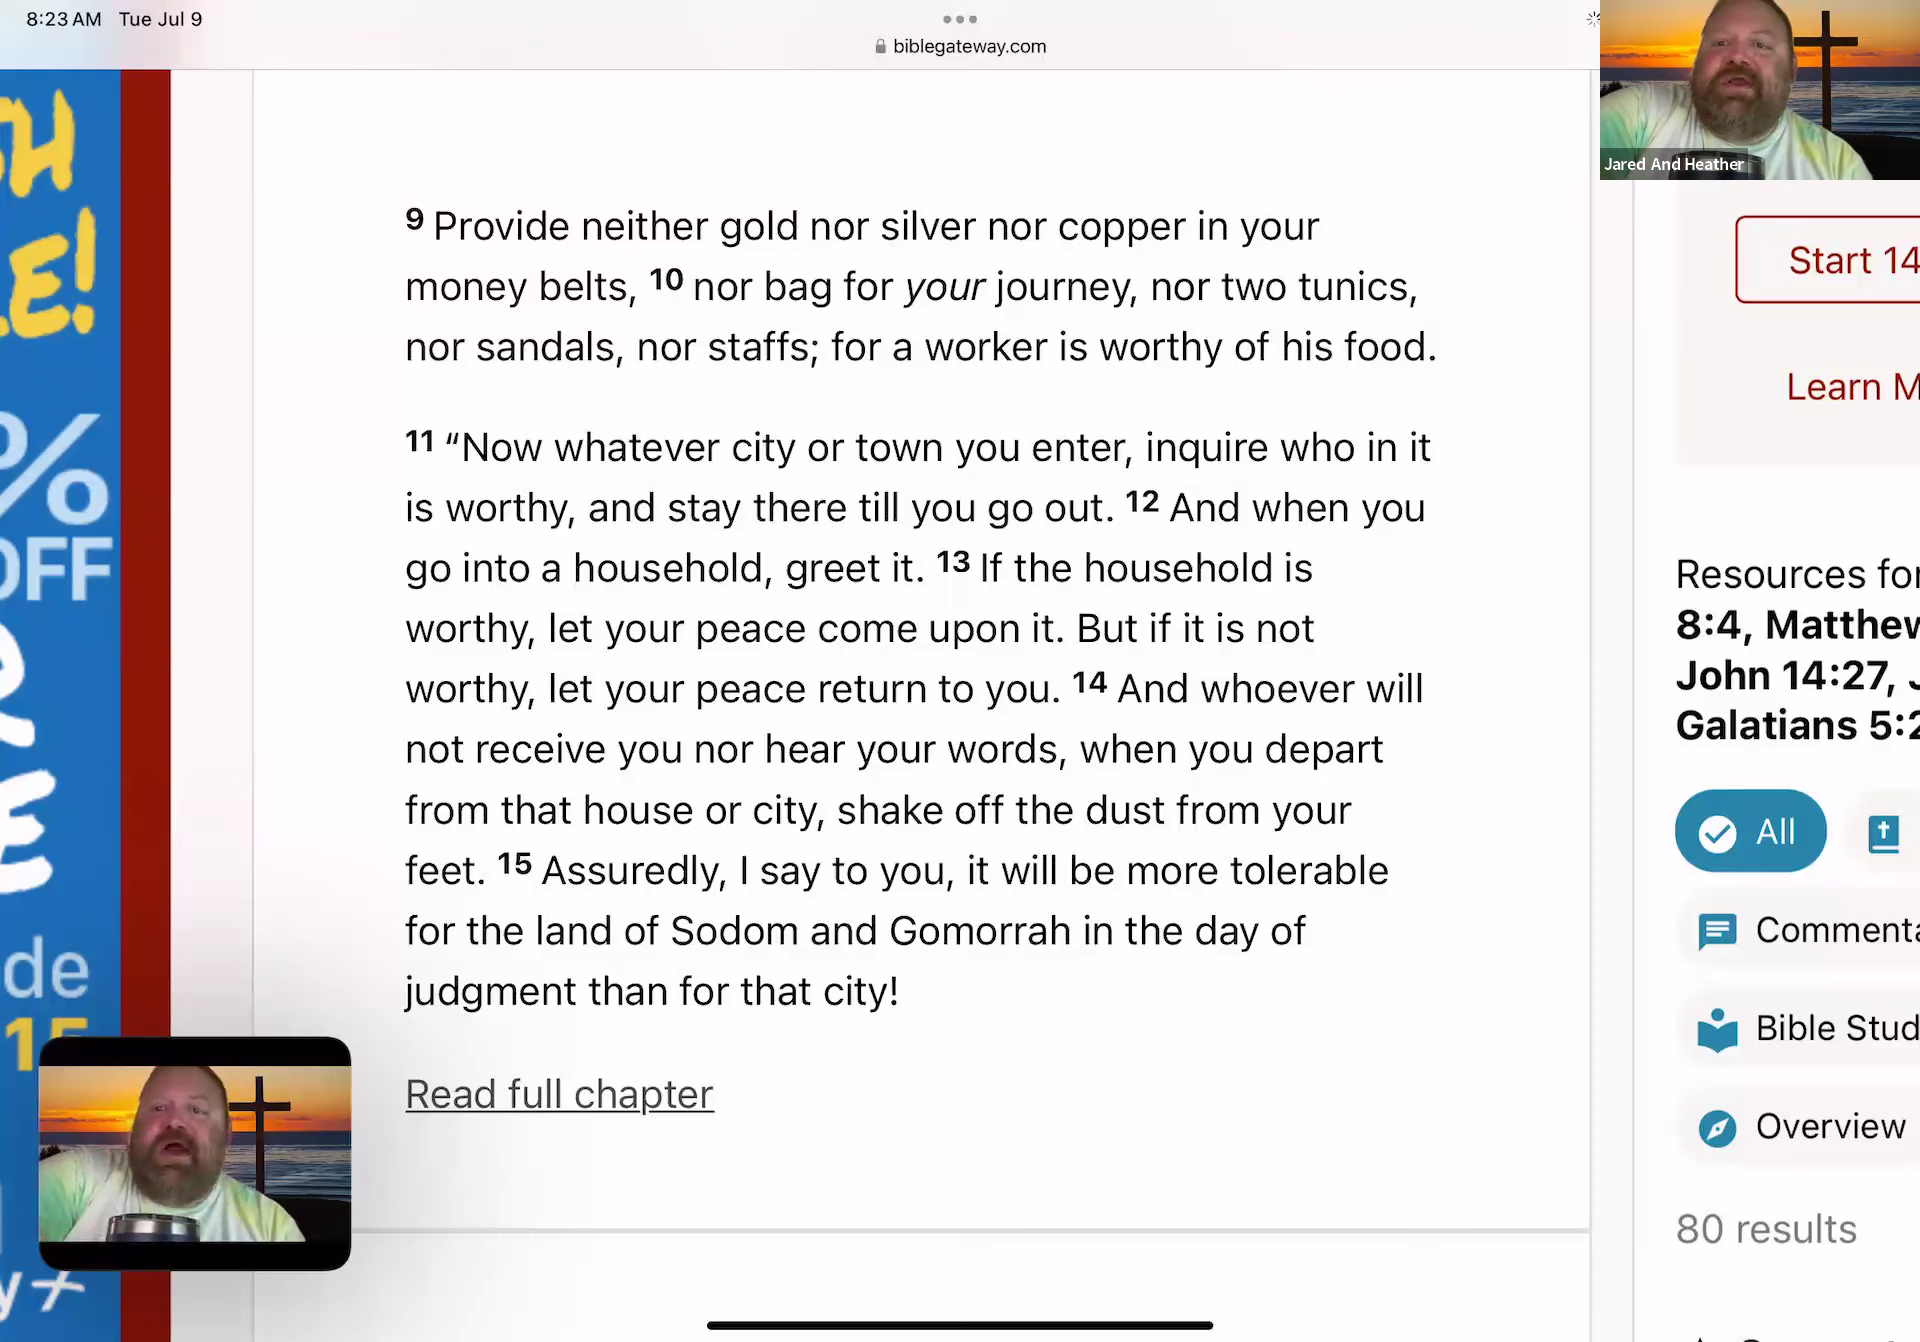 8:23 AM Tue Jul 9
biblegateway.com
Jared And Heather
9 Provide neither gold nor silver nor copper in your
money belts, 10 nor bag for your journey, nor two tunics,
nor sandals, nor staffs; for a worker is worthy of his food.
11 “Now whatever city or town you enter, inquire who in it
is worthy, and stay there till you go out. 12 And when you
go into a household, greet it. 13 If the household is
worthy, let your peace come upon it. But if it is not
worthy, let your peace return to you. 14 And whoever will
not receive you nor hear your words, when you depart
from that house or city, shake off the dust from your
feet. 15 Assuredly, I say to you, it will be more tolerable
for the land of Sodom and Gomorrah in the day of
judgment than for that city!
Read full chapter
%
OFF
de
15
Start 14
Learn M
Resources for
8:4, Matthew
John 14:27, J
Galatians 5:2
All
Commenta
Bible Stud
Overview
80 results